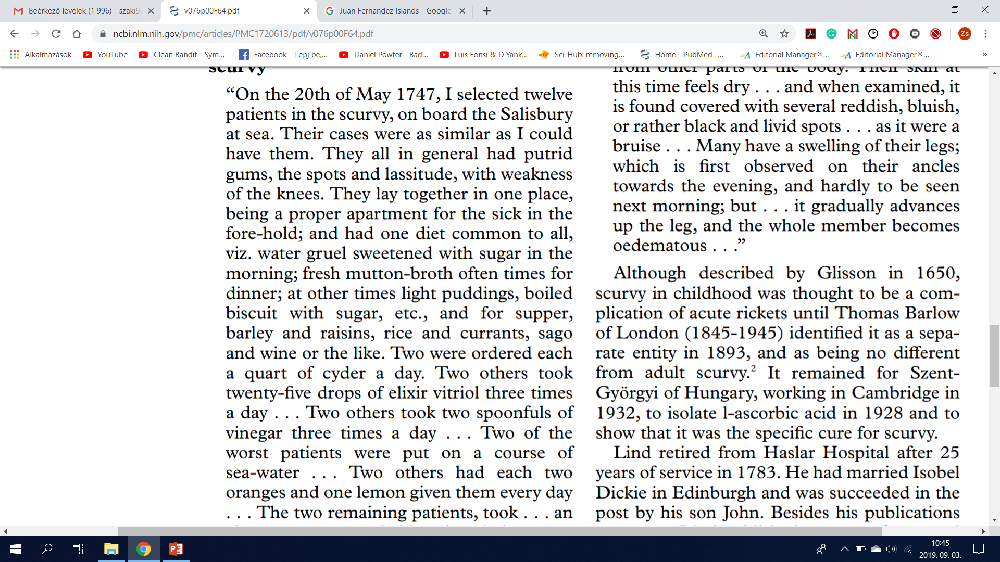 Beérkező levelek (1 996) - szaki92
v076p00F64.pdf
Juan Fernandez Islands - Google-
ncbi.nlm.nih.gov/pmc/articles/PMC1720613/pdf/v076p00F64.pdf
Zs
Alkalmazások
YouTube
Clean Bandit - Sym...
Facebook – Lépj be,...
Daniel Powter - Bad...
Luis Fonsi & D Yank...
Sci-Hub: removing...
Home - PubMed -...
Editorial Manager®...
Editorial Manager®...
»
scurvy
“On the 20th of May 1747, I selected twelve
patients in the scurvy, on board the Salisbury
at sea. Their cases were as similar as I could
have them. They all in general had putrid
gums, the spots and lassitude, with weakness
of the knees. They lay together in one place,
being a proper apartment for the sick in the
fore-hold; and had one diet common to all,
viz. water gruel sweetened with sugar in the
morning; fresh mutton-broth often times for
dinner; at other times light puddings, boiled
biscuit with sugar, etc., and for supper,
barley and raisins, rice and currants, sago
and wine or the like. Two were ordered each
a quart of cyder a day. Two others took
twenty-five drops of elixir vitriol three times
a day . . . Two others took two spoonfuls of
vinegar three times a day . . . Two of the
worst patients were put on a course of
sea-water . . . Two others had each two
oranges and one lemon given them every day
. . . The two remaining patients, took . . . an
from other parts of the body. Their skin at
this time feels dry . . . and when examined, it
is found covered with several reddish, bluish,
or rather black and livid spots . . . as it were a
bruise . . . Many have a swelling of their legs;
which is first observed on their ancles
towards the evening, and hardly to be seen
next morning; but . . . it gradually advances
up the leg, and the whole member becomes
oedematous . . .”
Although described by Glisson in 1650,
scurvy in childhood was thought to be a com-
plication of acute rickets until Thomas Barlow
of London (1845-1945) identified it as a sepa-
rate entity in 1893, and as being no different
from adult scurvy.² It remained for Szent-
Györgyi of Hungary, working in Cambridge in
1932, to isolate l-ascorbic acid in 1928 and to
show that it was the specific cure for scurvy.
Lind retired from Haslar Hospital after 25
years of service in 1783. He had married Isobel
Dickie in Edinburgh and was succeeded in the
post by his son John. Besides his publications
10:45
2019. 09. 03.